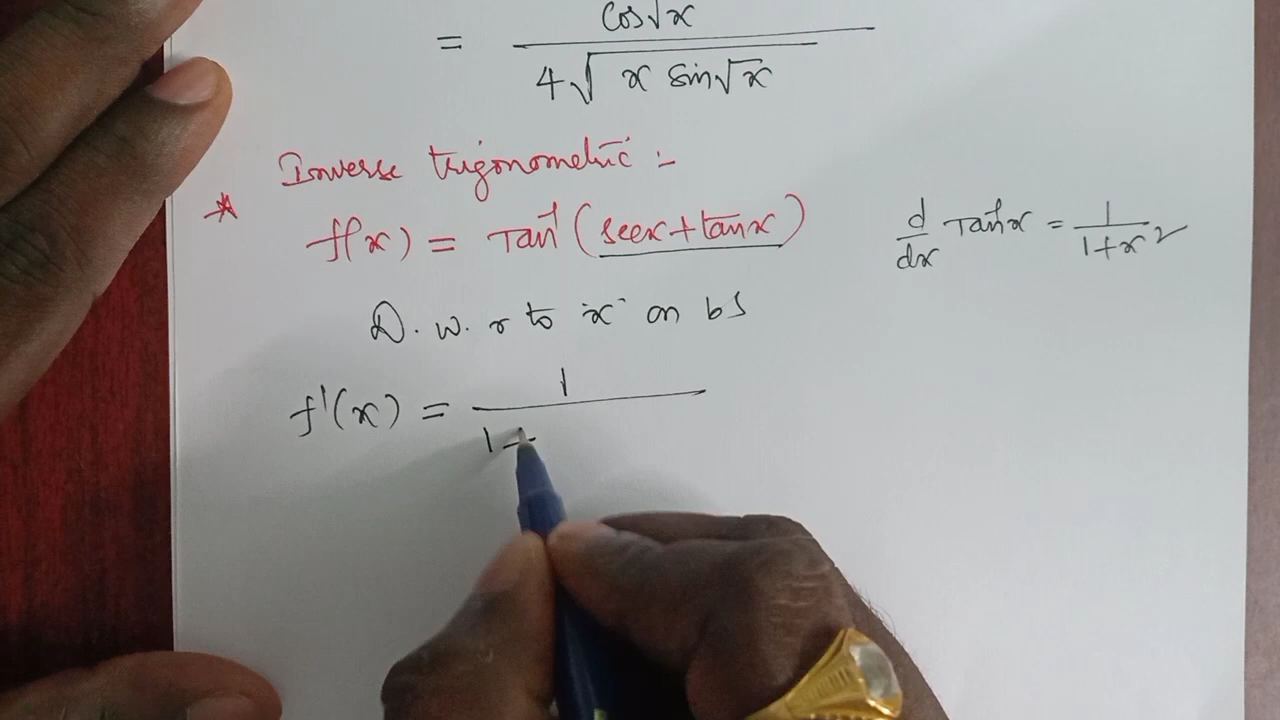 = cos√x / 4√x sin√x
Inverse trigonometric :-
* f(x) = Tan⁻¹ (secx + tanx)
d/dx Tan⁻¹x = 1/1+x²
D. w. r to 'x' on bs
f'(x) = 1/1+